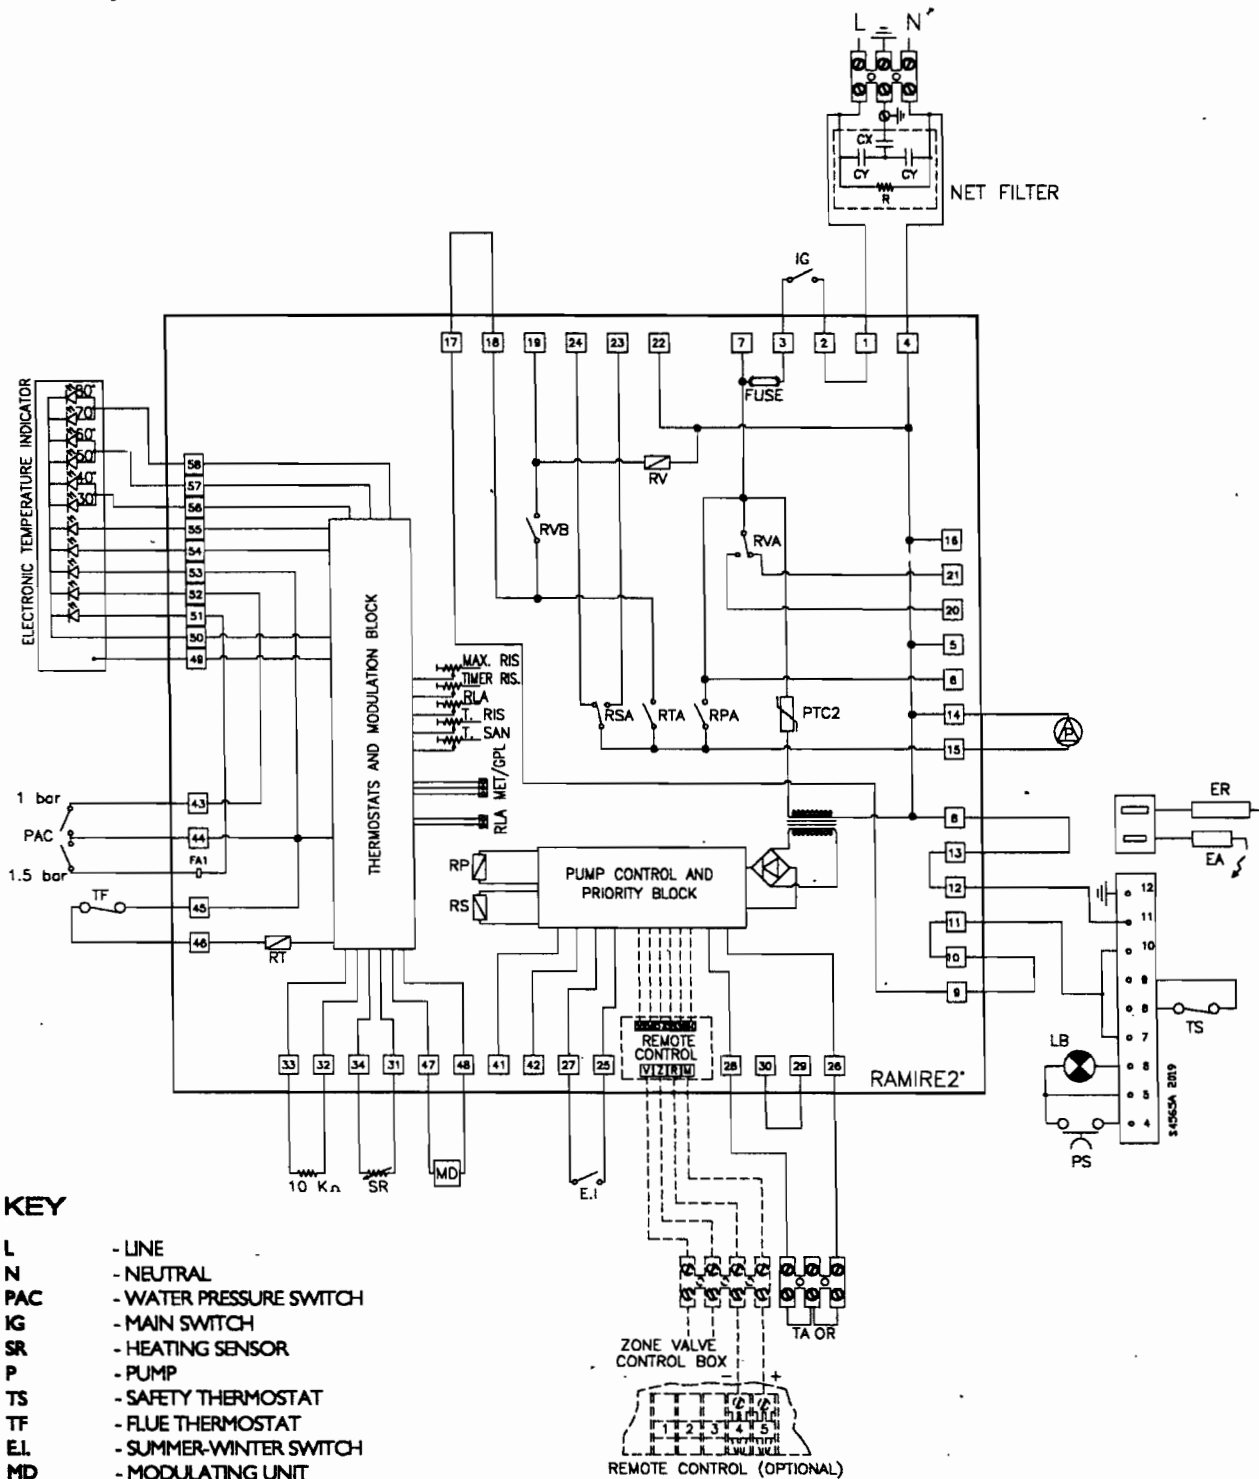 L N
CX
CY CY
R
NET FILTER
IG
17 18 19 24 23 22 7 3 2 1 4
FUSE
ELECTRONIC TEMPERATURE INDICATOR
80°
70°
60°
50°
40°
30°
58
57
56
55
54
53
52
51
50
49
RV
RVB
RVA
16
21
20
5
6
14
15
THERMOSTATS AND MODULATION BLOCK
MAX. RIS
TIMER RIS.
RLA
T. RIS
T. SAN
MET/GPL
RLA
RSA RTA RPA PTC2
P
1 bar
PAC
1.5 bar
43
44
FA1
TF
45
46
RT
RP
RS
PUMP CONTROL AND
PRIORITY BLOCK
8
13
12
11
10
9
ER
EA
12
11
10
9
8
7
6
5
4
TS
LB
PS
S4565A 2019
REMOTE
CONTROL
V Z R M
33 32 34 31 47 48 41 42 27 25 28 30 29 26
RAMIRE2*
10 KΩ SR MD E.I
TA OR
ZONE VALVE
CONTROL BOX
- +
1 2 3 4 5
REMOTE CONTROL (OPTIONAL)
KEY
L - LINE
N - NEUTRAL
PAC - WATER PRESSURE SWITCH
IG - MAIN SWITCH
SR - HEATING SENSOR
P - PUMP
TS - SAFETY THERMOSTAT
TF - FLUE THERMOSTAT
E.I. - SUMMER-WINTER SWITCH
MD - MODULATING UNIT